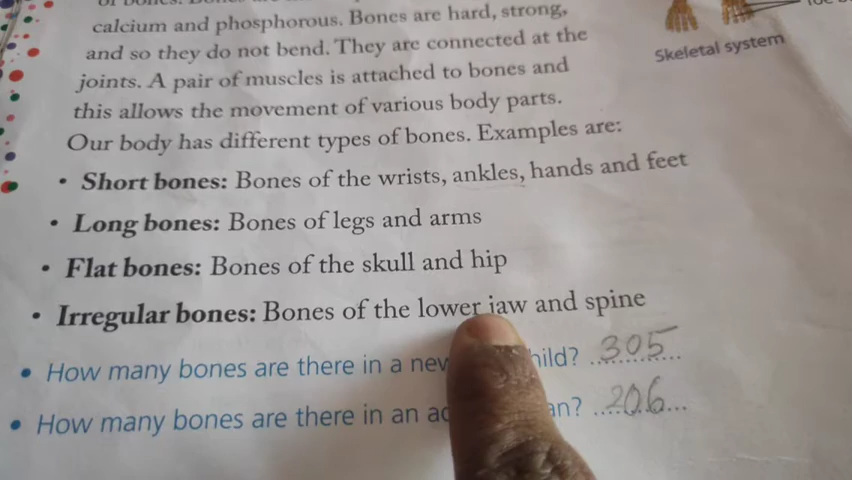 calcium and phosphorous. Bones are hard, strong,
and so they do not bend. They are connected at the
joints. A pair of muscles is attached to bones and
this allows the movement of various body parts.
Our body has different types of bones. Examples are:
• Short bones: Bones of the wrists, ankles, hands and feet
• Long bones: Bones of legs and arms
• Flat bones: Bones of the skull and hip
• Irregular bones: Bones of the lower jaw and spine
• How many bones are there in a new hild? 305
• How many bones are there in an ad an? 206
Skeletal system